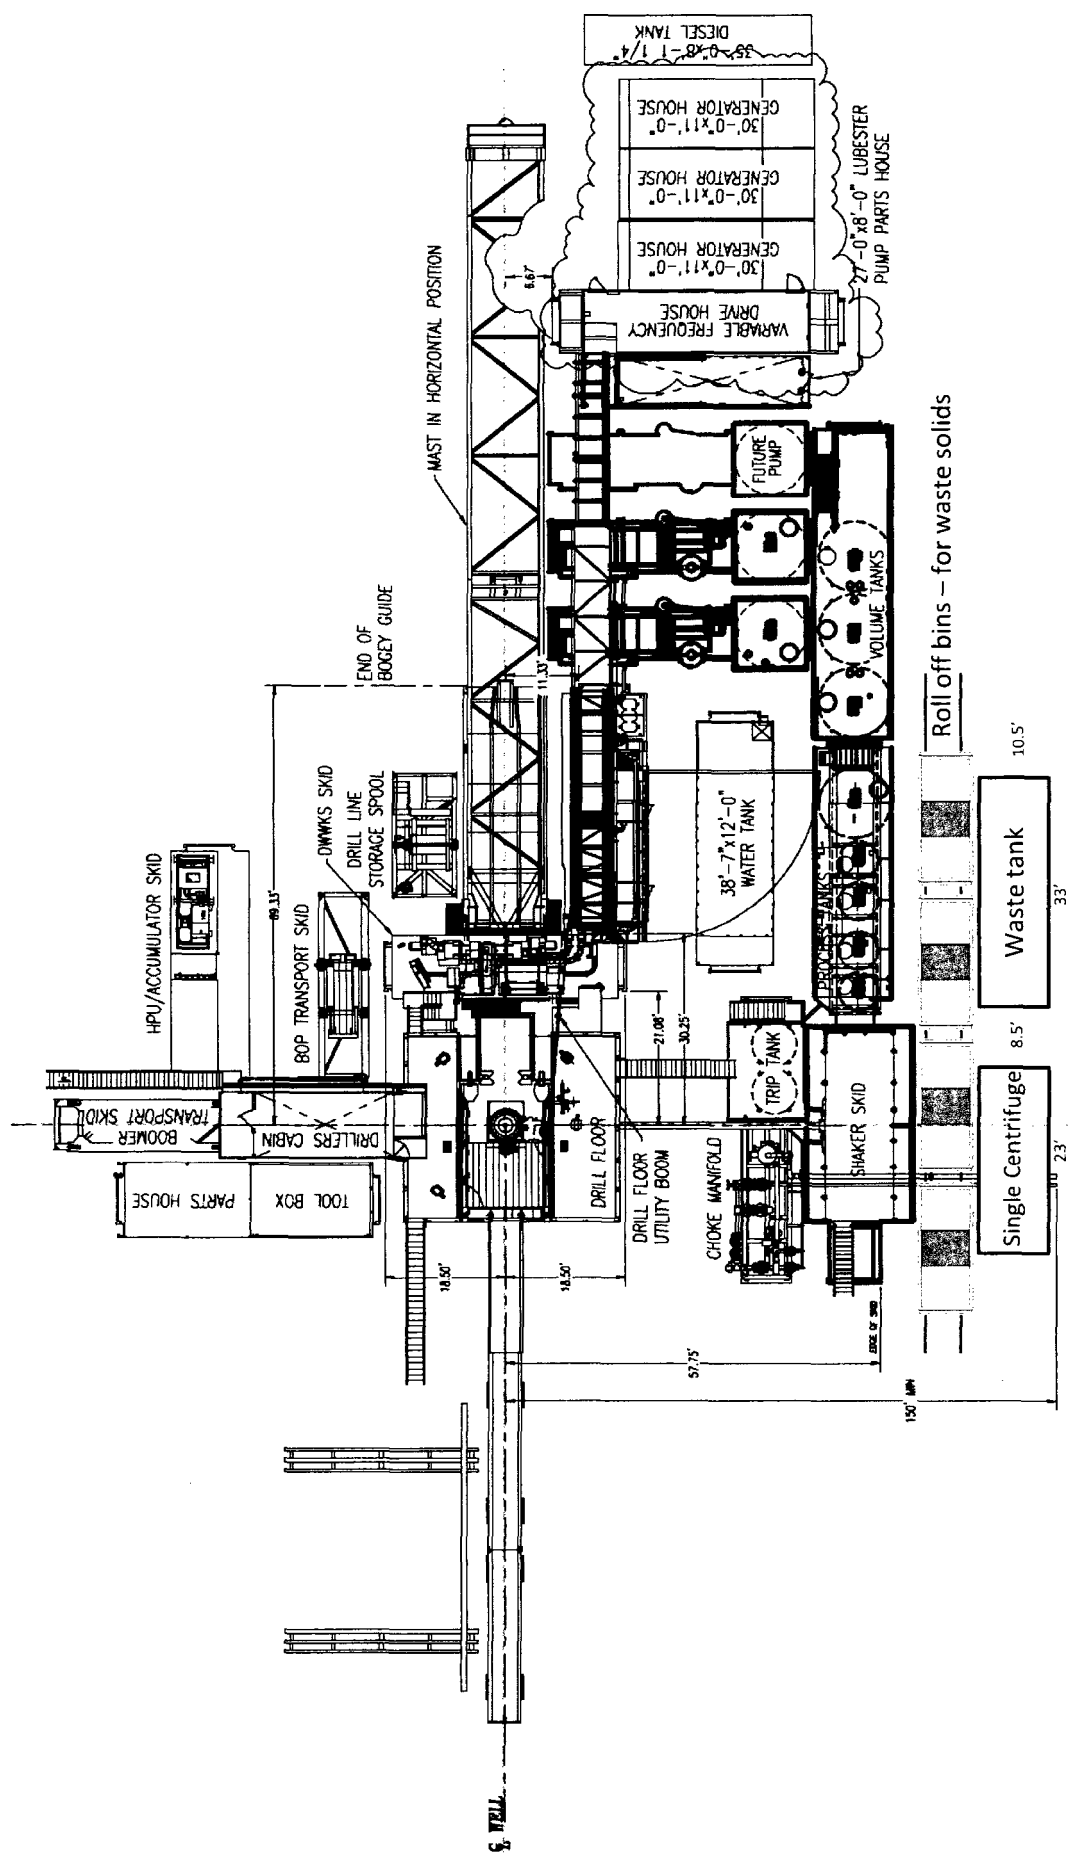 35'-0"x8'-1 1/4"
DIESEL TANK
30'-0"x11'-0"
GENERATOR HOUSE
30'-0"x11'-0"
GENERATOR HOUSE
30'-0"x11'-0"
GENERATOR HOUSE
27'-0"x8'-0" LUBESTER
PUMP PARTS HOUSE
VARIABLE FREQUENCY
DRIVE HOUSE
6.67'
MAST IN HORIZONTAL POSITION
FUTURE
PUMP
VOLUME TANKS
END OF
BOGEY GUIDE
11.33'
DWWKS SKID
DRILL LINE
STORAGE SPOOL
HPU/ACCUMULATOR SKID
BOP TRANSPORT SKID
38'-7"x12'-0"
WATER TANK
PROCESS TANKS
21.08'
30.25'
BOOMER
TRANSPORT SKID
DRILLERS CABIN
PARTS HOUSE
TOOL BOX
DRILL FLOOR
DRILL FLOOR
UTILITY BOOM
TRIP TANK
CHOKE MANIFOLD
SHAKER SKID
18.50'
18.50'
57.75'
EDGE OF SKID
150' MIN
Roll off bins – for waste solids
10.5'
Waste tank
33'
8.5'
Single Centrifuge
23'
WELL